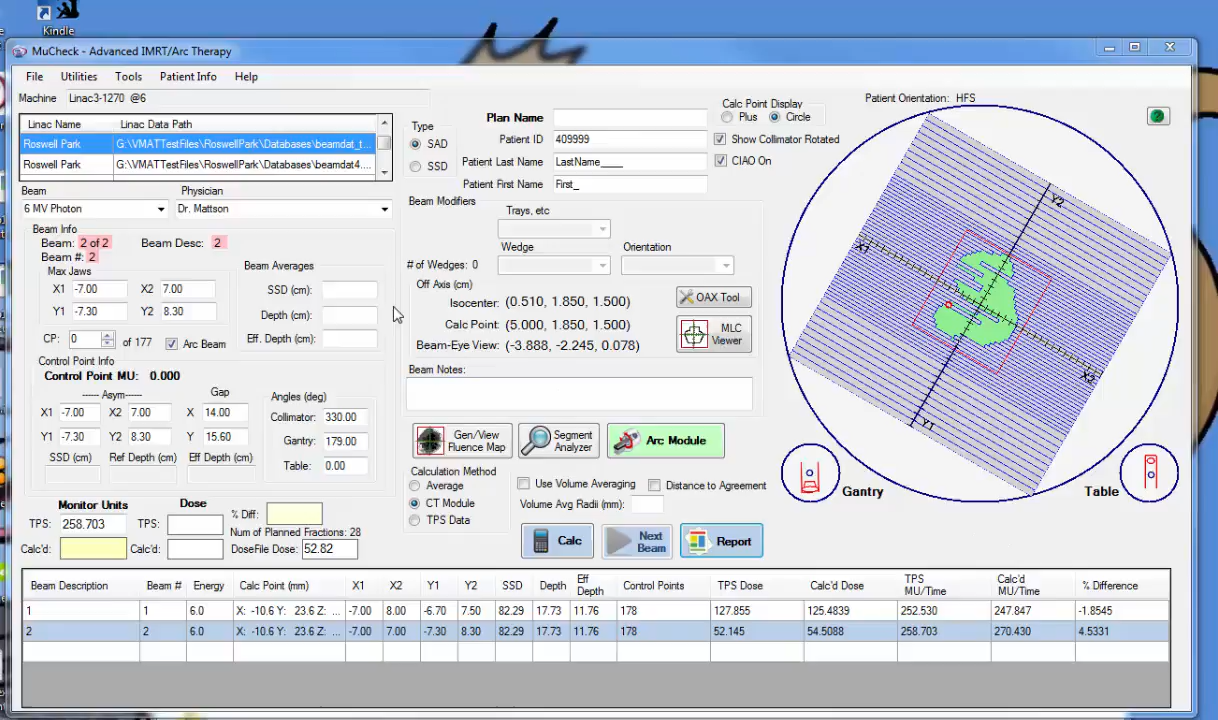 Kindle
MuCheck - Advanced IMRT/Arc Therapy
File Utilities Tools Patient Info Help
Machine Linac3-1270 @6
Linac Name Linac Data Path
Roswell Park G:\VMATTestFiles\RoswellPark\Databases\beamdat_t...
Roswell Park G:\VMATTestFiles\RoswellPark\Databases\beamdat4....
Type
SAD
SSD
Plan Name
Patient ID 409999
Patient Last Name LastName____
Patient First Name First_
Calc Point Display
Plus Circle
Show Collimator Rotated
CIAO On
Patient Orientation: HFS
Beam Physician
6 MV Photon Dr. Mattson
Beam Info
Beam: 2 of 2 Beam Desc: 2
Beam #: 2
Max Jaws
X1 -7.00 X2 7.00
Y1 -7.30 Y2 8.30
CP: 0 of 177 Arc Beam
Beam Averages
SSD (cm):
Depth (cm):
Eff. Depth (cm):
Control Point Info
Control Point MU: 0.000
------ Asym------ Gap
X1 -7.00 X2 7.00 X 14.00
Y1 -7.30 Y2 8.30 Y 15.60
SSD (cm) Ref Depth (cm) Eff Depth (cm)
Angles (deg)
Collimator: 330.00
Gantry: 179.00
Table: 0.00
Beam Modifiers
Trays, etc
Wedge Orientation
# of Wedges: 0
Off Axis (cm)
Isocenter: (0.510, 1.850, 1.500)
Calc Point: (5.000, 1.850, 1.500)
Beam-Eye View: (-3.888, -2.245, 0.078)
OAX Tool
MLC
Viewer
Beam Notes:
Gen/View
Fluence Map
Segment
Analyzer
Arc Module
Calculation Method
Average
CT Module
TPS Data
Use Volume Averaging Distance to Agreement
Volume Avg Radii (mm):
Y2
X1
X2
Y1
Gantry
Table
Monitor Units Dose
TPS: 258.703 TPS:
Calc'd: Calc'd:
% Diff:
Num of Planned Fractions: 28
DoseFile Dose: 52.82
Calc
Next
Beam
Report
Beam Description Beam # Energy Calc Point (mm) X1 X2 Y1 Y2 SSD Depth Eff Depth Control Points TPS Dose Calc'd Dose TPS MU/Time Calc'd MU/Time % Difference
1 1 6.0 X: -10.6 Y: 23.6 Z: ... -7.00 8.00 -6.70 7.50 82.29 17.73 11.76 178 127.855 125.4839 252.530 247.847 -1.8545
2 2 6.0 X: -10.6 Y: 23.6 Z: ... -7.00 7.00 -7.30 8.30 82.29 17.73 11.76 178 52.145 54.5088 258.703 270.430 4.5331